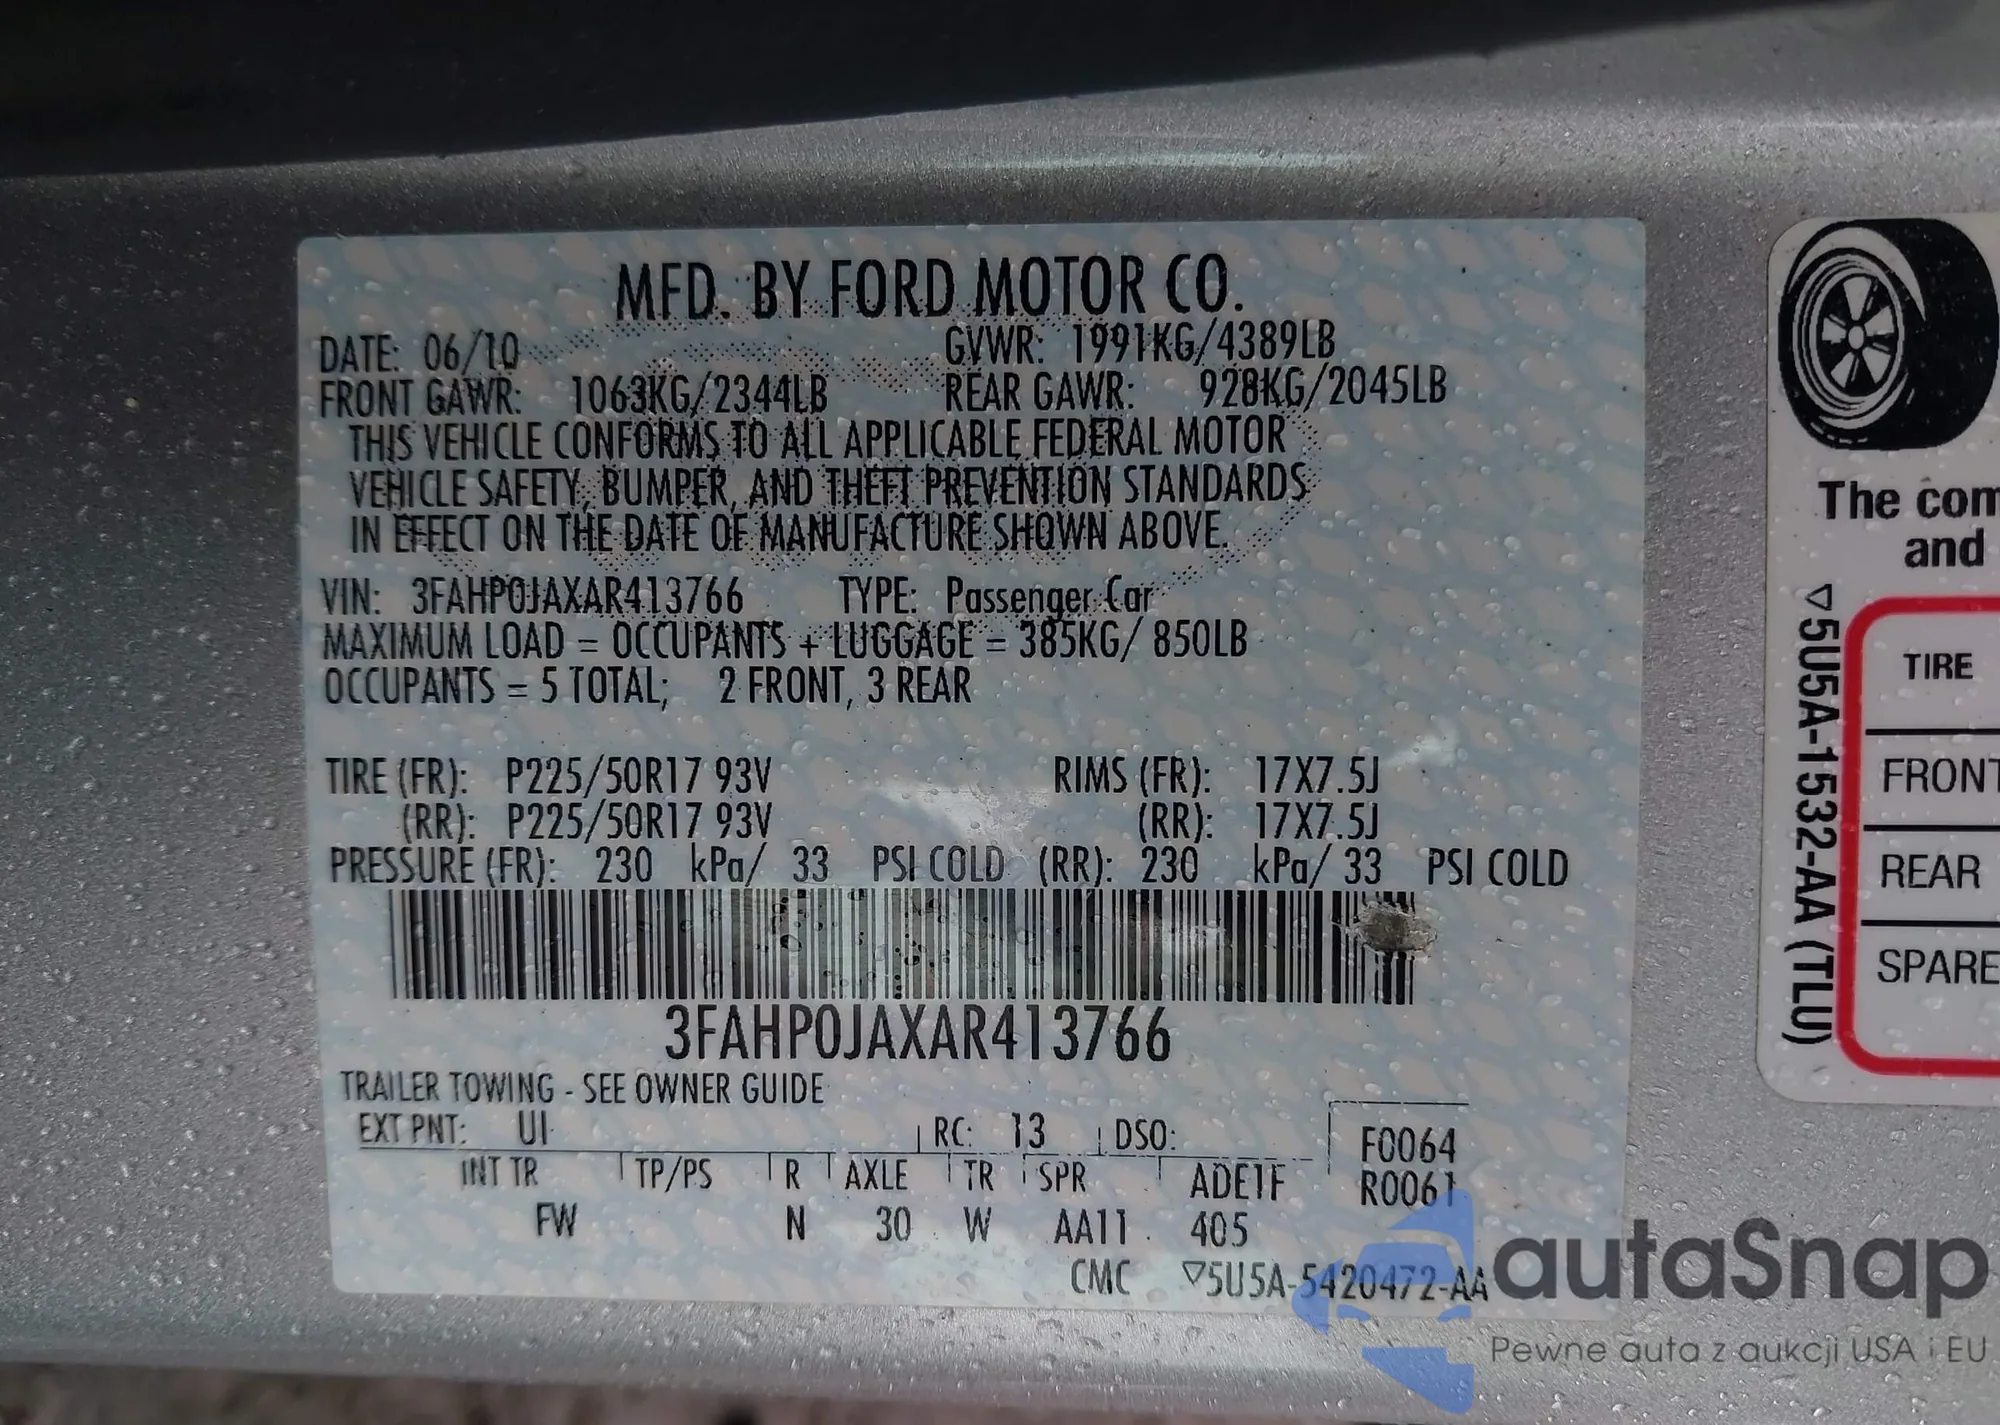 MFD. BY FORD MOTOR CO.
DATE: 06/10 GVWR: 1991KG/4389LB
FRONT GAWR: 1063KG/2344LB REAR GAWR: 928KG/2045LB
THIS VEHICLE CONFORMS TO ALL APPLICABLE FEDERAL MOTOR
VEHICLE SAFETY, BUMPER, AND THEFT PREVENTION STANDARDS
IN EFFECT ON THE DATE OF MANUFACTURE SHOWN ABOVE.
VIN: 3FAHP0JAXAR413766 TYPE: Passenger Car
MAXIMUM LOAD = OCCUPANTS + LUGGAGE = 385KG/ 850LB
OCCUPANTS = 5 TOTAL; 2 FRONT, 3 REAR
TIRE (FR): P225/50R17 93V RIMS (FR): 17X7.5J
(RR): P225/50R17 93V (RR): 17X7.5J
PRESSURE (FR): 230 kPa/ 33 PSI COLD (RR): 230 kPa/ 33 PSI COLD
3FAHP0JAXAR413766
TRAILER TOWING - SEE OWNER GUIDE
EXT PNT: UI RC: 13 DSO: F0064
INT TR TP/PS R AXLE TR SPR ADE1F R0061
FW N 30 W AA11 405
CMC ▽5U5A-5420472-AA
The com
and
▽5U5A-1532-AA (TLU)
TIRE
FRONT
REAR
SPARE
autaSnap
Pewne auta z aukcji USA i EU